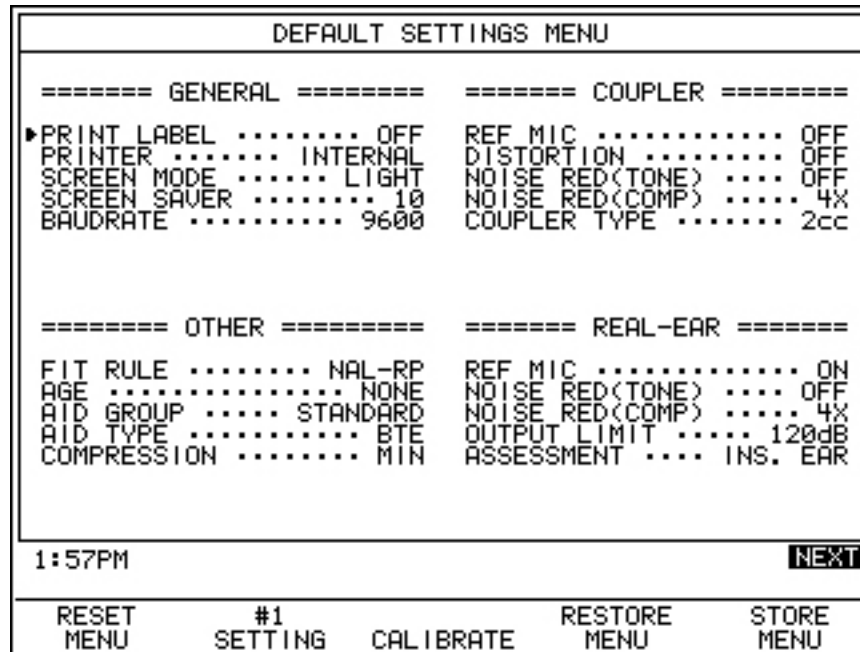 DEFAULT SETTINGS MENU
======= GENERAL ========
PRINT LABEL ········ OFF
PRINTER ······· INTERNAL
SCREEN MODE ······ LIGHT
SCREEN SAVER ········ 10
BAUDRATE ·········· 9600
======= COUPLER ========
REF MIC ············ OFF
DISTORTION ········· OFF
NOISE RED(TONE) ···· OFF
NOISE RED(COMP) ····· 4X
COUPLER TYPE ······· 2cc
======== OTHER =========
FIT RULE ········ NAL-RP
AGE ··············· NONE
AID GROUP ····· STANDARD
AID TYPE ··········· BTE
COMPRESSION ········ MIN
======= REAL-EAR =======
REF MIC ············· ON
NOISE RED(TONE) ···· OFF
NOISE RED(COMP) ····· 4X
OUTPUT LIMIT ····· 120dB
ASSESSMENT ···· INS. EAR
1:57PM
NEXT
RESET MENU
#1 SETTING
CALIBRATE
RESTORE MENU
STORE MENU